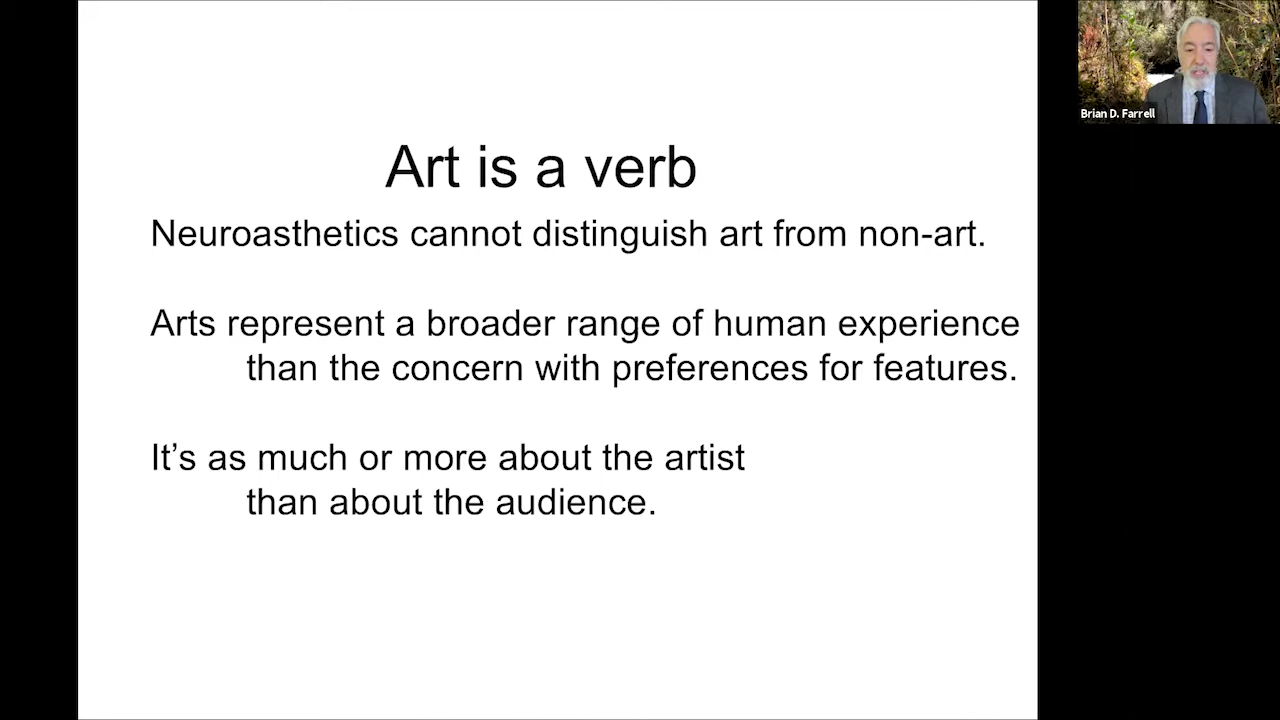 Art is a verb
Neuroasthetics cannot distinguish art from non-art.
Arts represent a broader range of human experience
than the concern with preferences for features.
It’s as much or more about the artist
than about the audience.
Brian D. Farrell